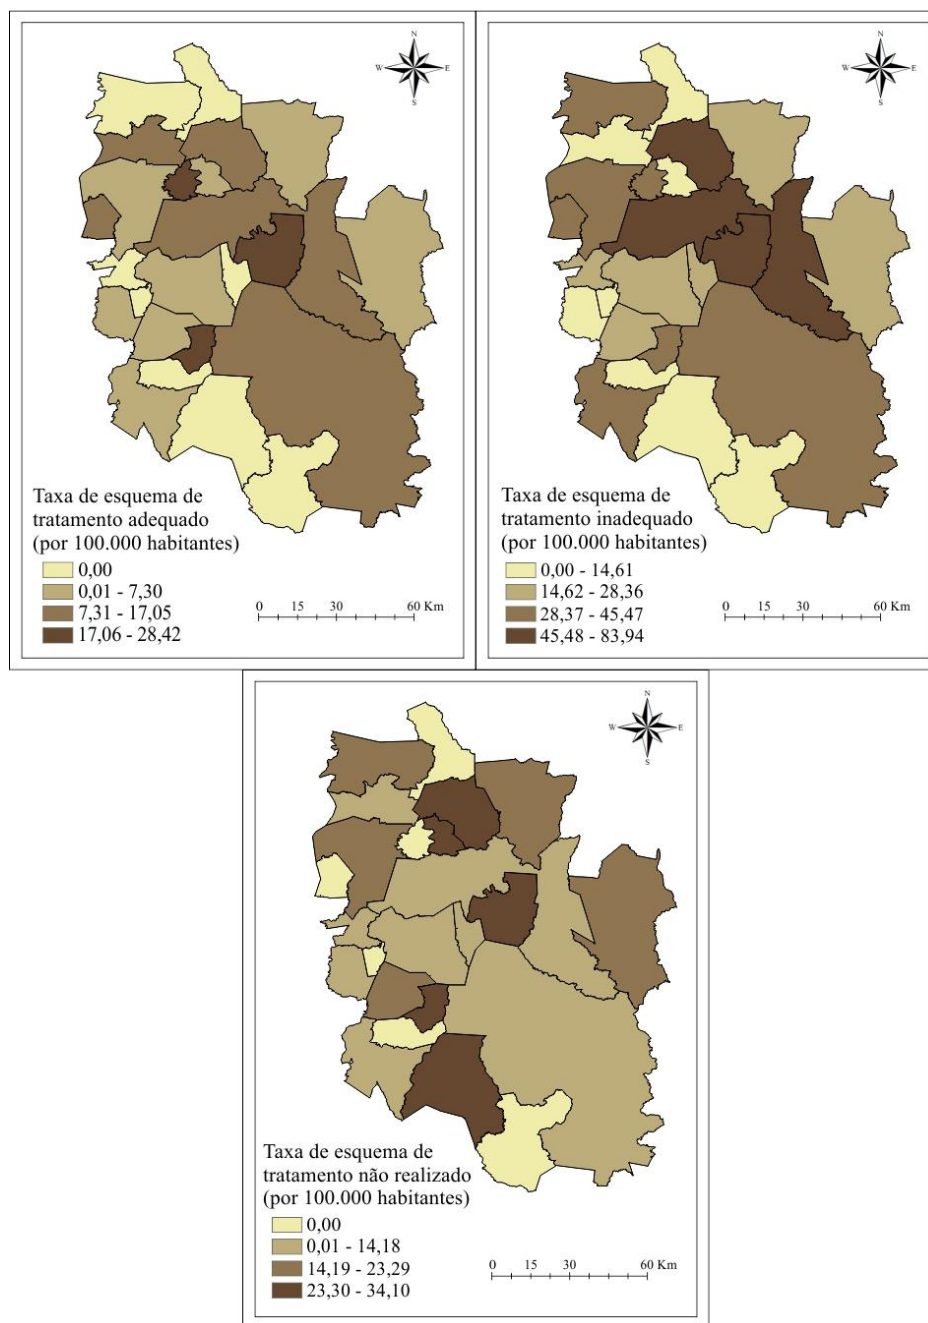 N
W E
S
Taxa de esquema de
tratamento adequado
(por 100.000 habitantes)
0,00
0,01 - 7,30
7,31 - 17,05
17,06 - 28,42
0 15 30 60 Km
N
W E
S
Taxa de esquema de
tratamento inadequado
(por 100.000 habitantes)
0,00 - 14,61
14,62 - 28,36
28,37 - 45,47
45,48 - 83,94
0 15 30 60 Km
N
W E
S
Taxa de esquema de
tratamento não realizado
(por 100.000 habitantes)
0,00
0,01 - 14,18
14,19 - 23,29
23,30 - 34,10
0 15 30 60 Km